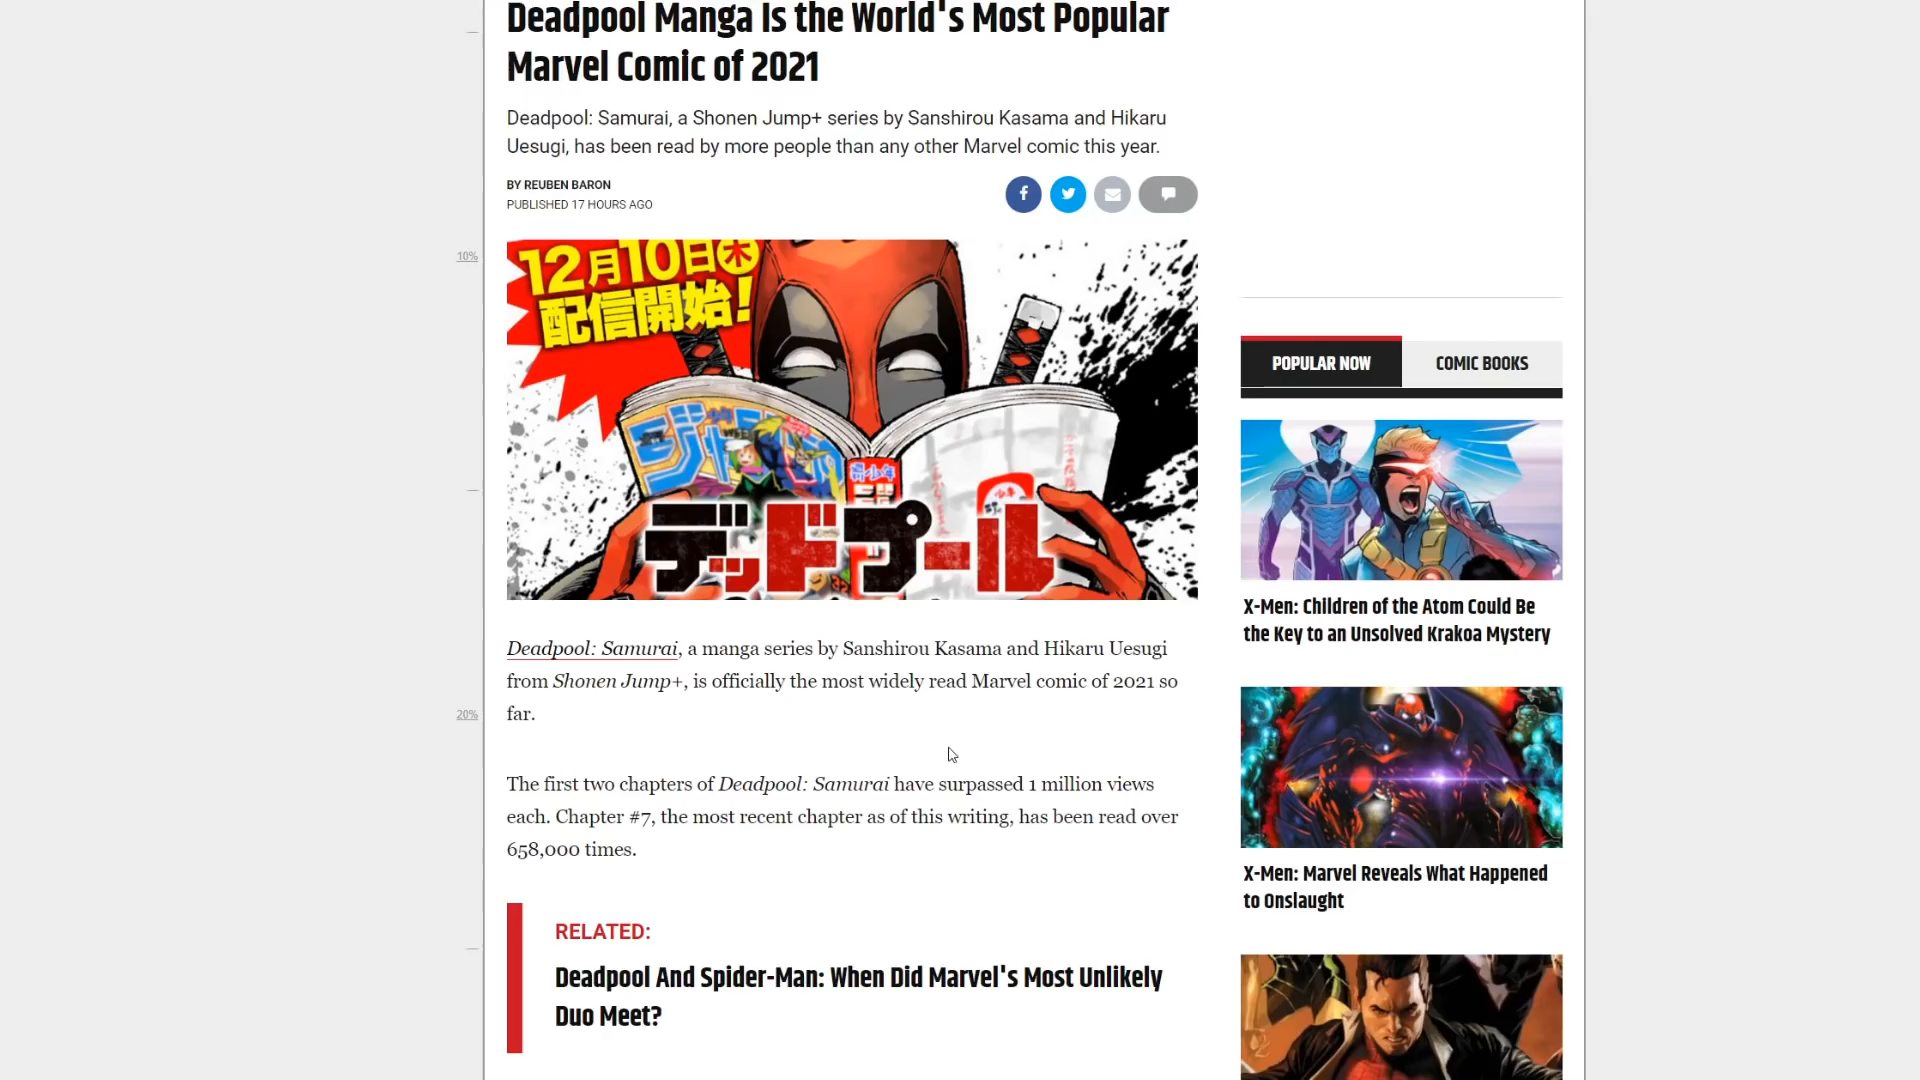 Deadpool Manga Is the World's Most Popular
Marvel Comic of 2021
Deadpool: Samurai, a Shonen Jump+ series by Sanshirou Kasama and Hikaru
Uesugi, has been read by more people than any other Marvel comic this year.
BY REUBEN BARON
PUBLISHED 17 HOURS AGO
10%
12月10日木
配信開始!
デッドプール
Deadpool: Samurai, a manga series by Sanshirou Kasama and Hikaru Uesugi
from Shonen Jump+, is officially the most widely read Marvel comic of 2021 so
far.
20%
The first two chapters of Deadpool: Samurai have surpassed 1 million views
each. Chapter #7, the most recent chapter as of this writing, has been read over
658,000 times.
RELATED:
Deadpool And Spider-Man: When Did Marvel's Most Unlikely
Duo Meet?
POPULAR NOW
COMIC BOOKS
X-Men: Children of the Atom Could Be
the Key to an Unsolved Krakoa Mystery
X-Men: Marvel Reveals What Happened
to Onslaught